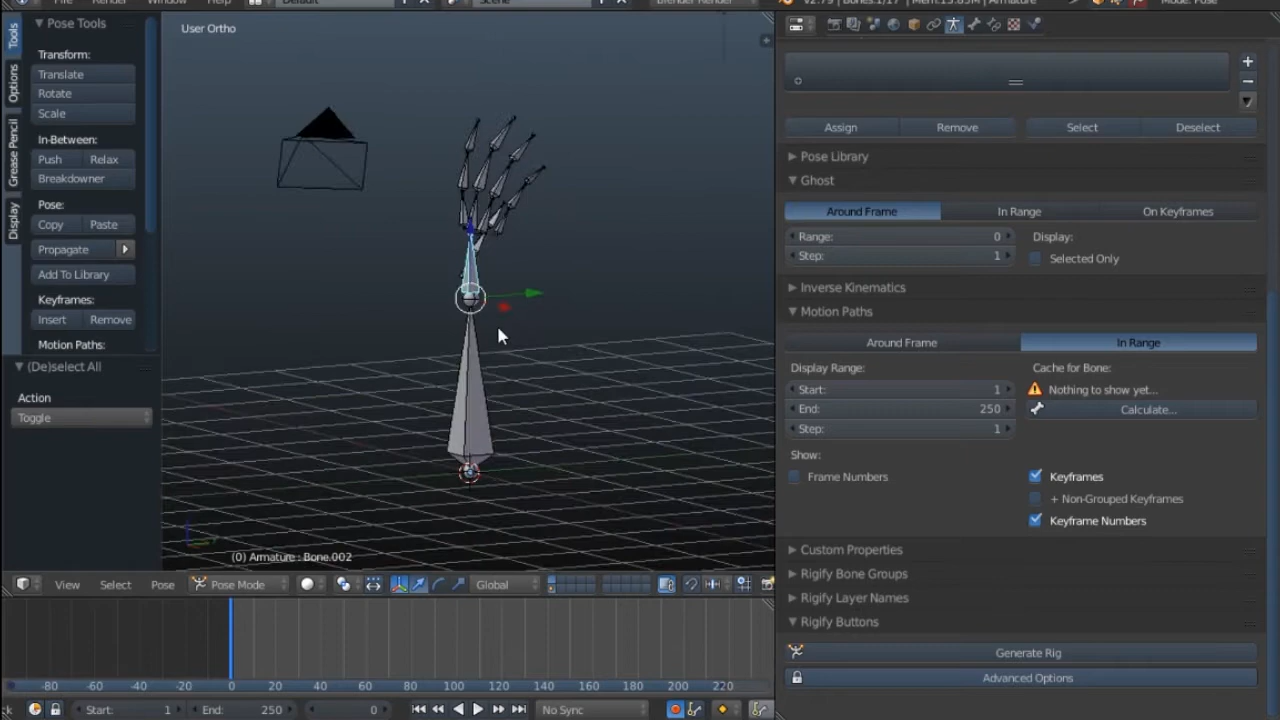 File Render Window Help
Default
Scene
Blender Render
v2.79 | Bones:1/17 | Mem:13.89M | Armature
Mode: Pose
Tools
Options
Grease Pencil
Display
Pose Tools
Transform:
Translate
Rotate
Scale
In-Between:
Push Relax
Breakdowner
Pose:
Copy Paste
Propagate
Add To Library
Keyframes:
Insert Remove
Motion Paths:
(De)select All
Action
Toggle
User Ortho
(0) Armature : Bone.002
View Select Pose Pose Mode Global
-80 -60 -40 -20 0 20 40 60 80 100 120 140 160 180 200 220
Start: 1 End: 250 0 No Sync
Assign Remove Select Deselect
Pose Library
Ghost
Around Frame In Range On Keyframes
Range: 0 Display:
Step: 1 Selected Only
Inverse Kinematics
Motion Paths
Around Frame In Range
Display Range: Cache for Bone:
Start: 1 Nothing to show yet...
End: 250 Calculate...
Step: 1
Show:
Frame Numbers Keyframes
+ Non-Grouped Keyframes
Keyframe Numbers
Custom Properties
Rigify Bone Groups
Rigify Layer Names
Rigify Buttons
Generate Rig
Advanced Options